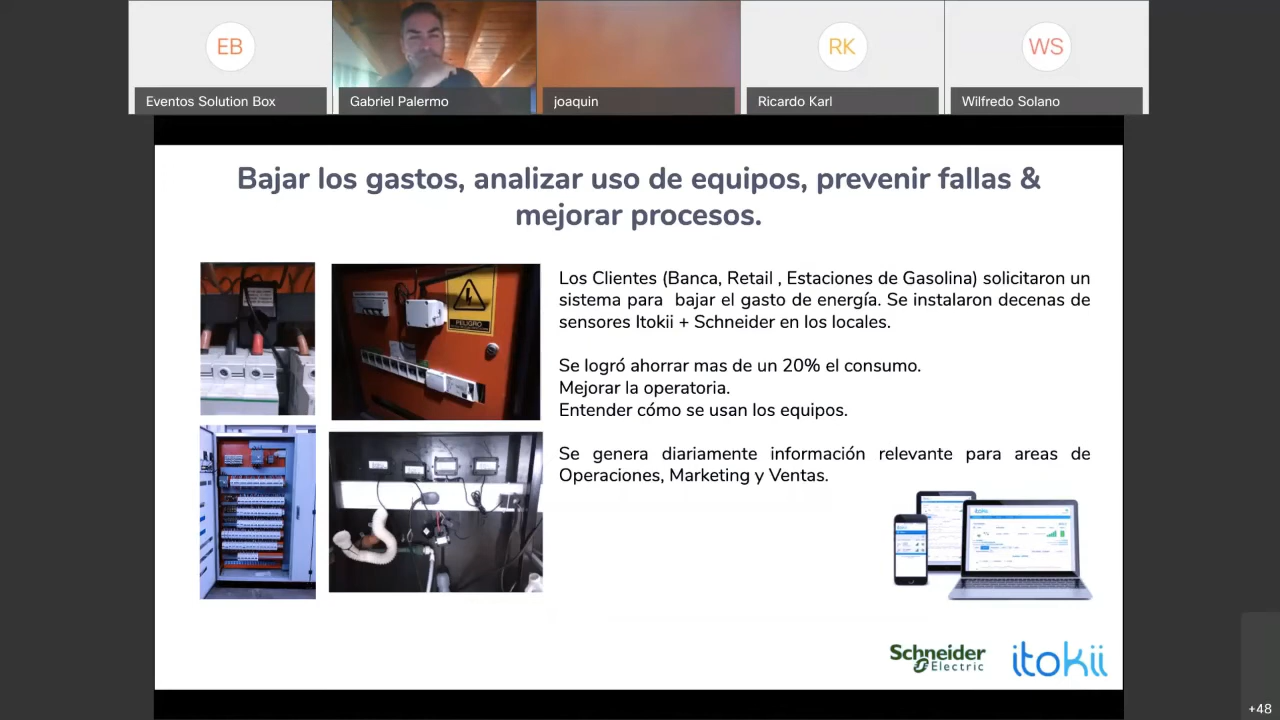 EB
RK
WS
Eventos Solution Box
Gabriel Palermo
joaquin
Ricardo Karl
Wilfredo Solano
Bajar los gastos, analizar uso de equipos, prevenir fallas &
mejorar procesos.
Los Clientes (Banca, Retail , Estaciones de Gasolina) solicitaron un
sistema para bajar el gasto de energía. Se instalaron decenas de
sensores Itokii + Schneider en los locales.
Se logró ahorrar mas de un 20% el consumo.
Mejorar la operatoria.
Entender cómo se usan los equipos.
Se genera diariamente información relevante para areas de
Operaciones, Marketing y Ventas.
PELIGRO
Schneider
Electric
itokii
+48